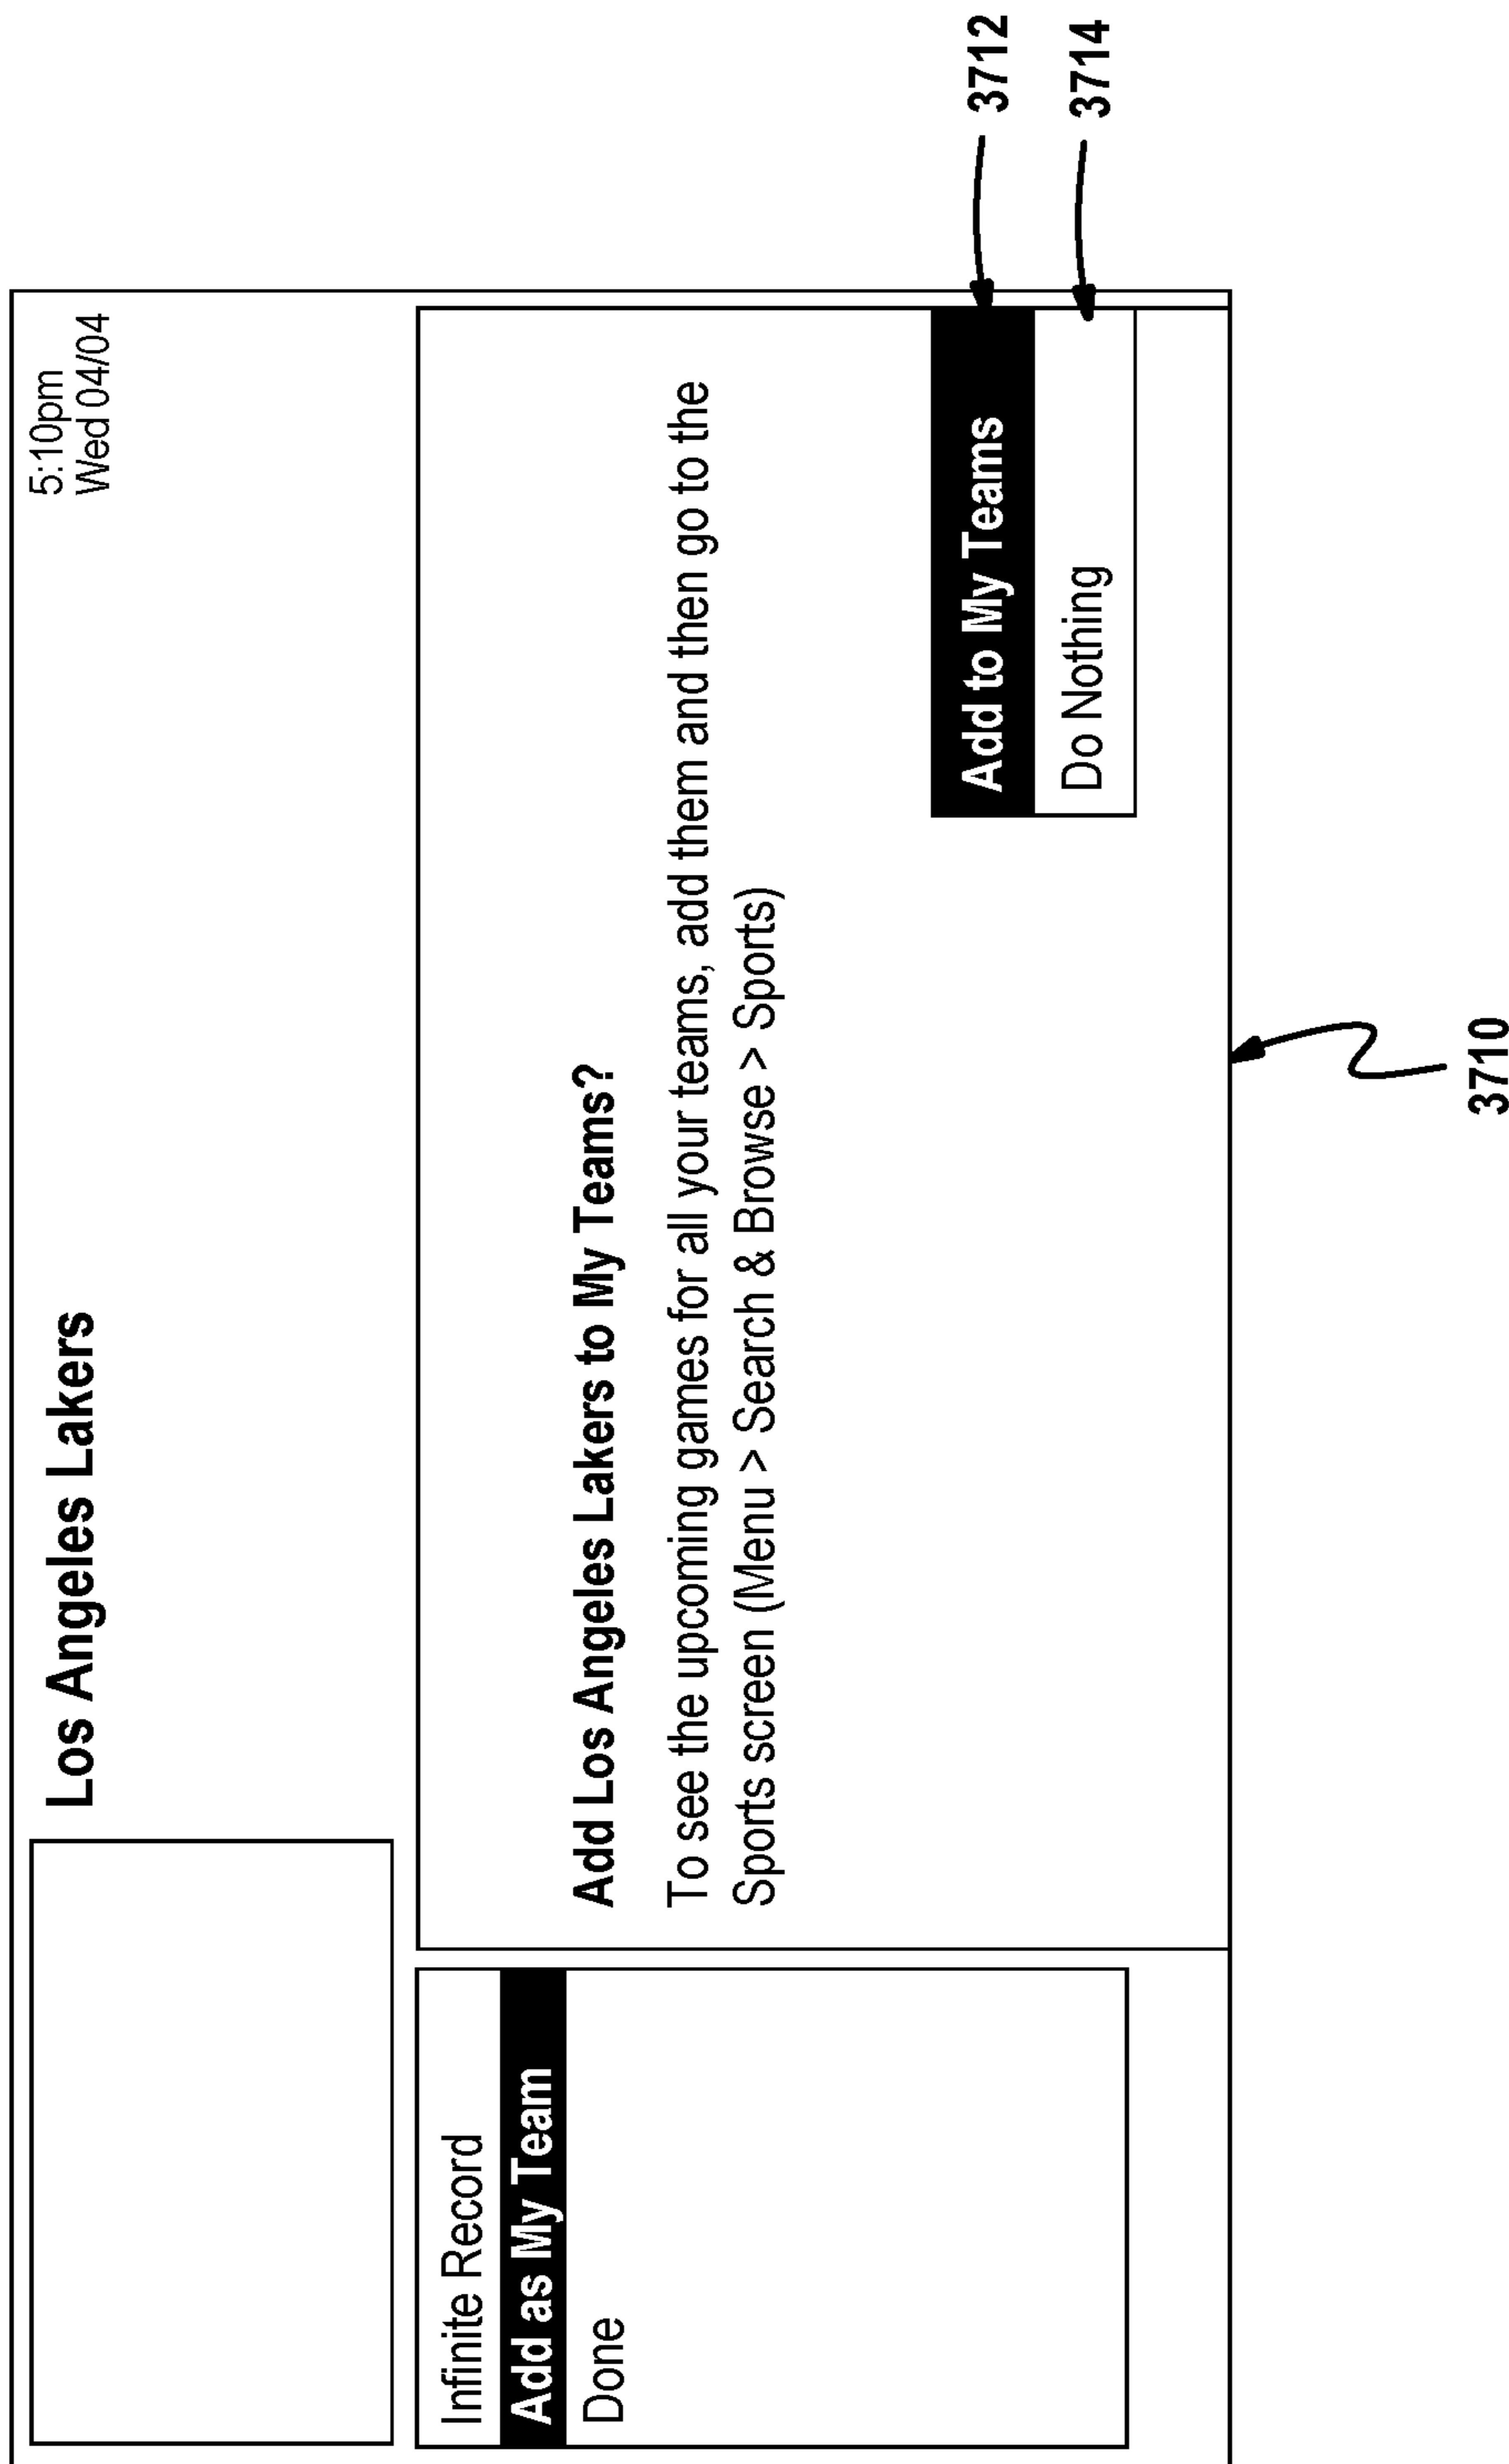 Los Angeles Lakers
5:10pm
Wed 04/04
Infinite Record
Add as My Team
Done
Add Los Angeles Lakers to My Teams?
To see the upcoming games for all your teams, add them and then go to the
Sports screen (Menu > Search & Browse > Sports)
Add to My Teams
Do Nothing
3712
3714
3710